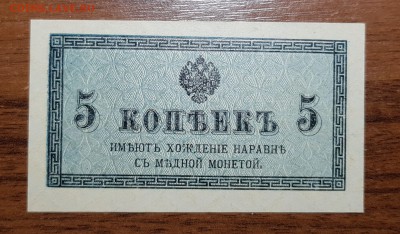 5 КОПѢЕКЪ 5
ИМѢЮТЪ ХОЖДЕНІЕ НАРАВНѢ
СЪ МѢДНОЙ МОНЕТОЙ.